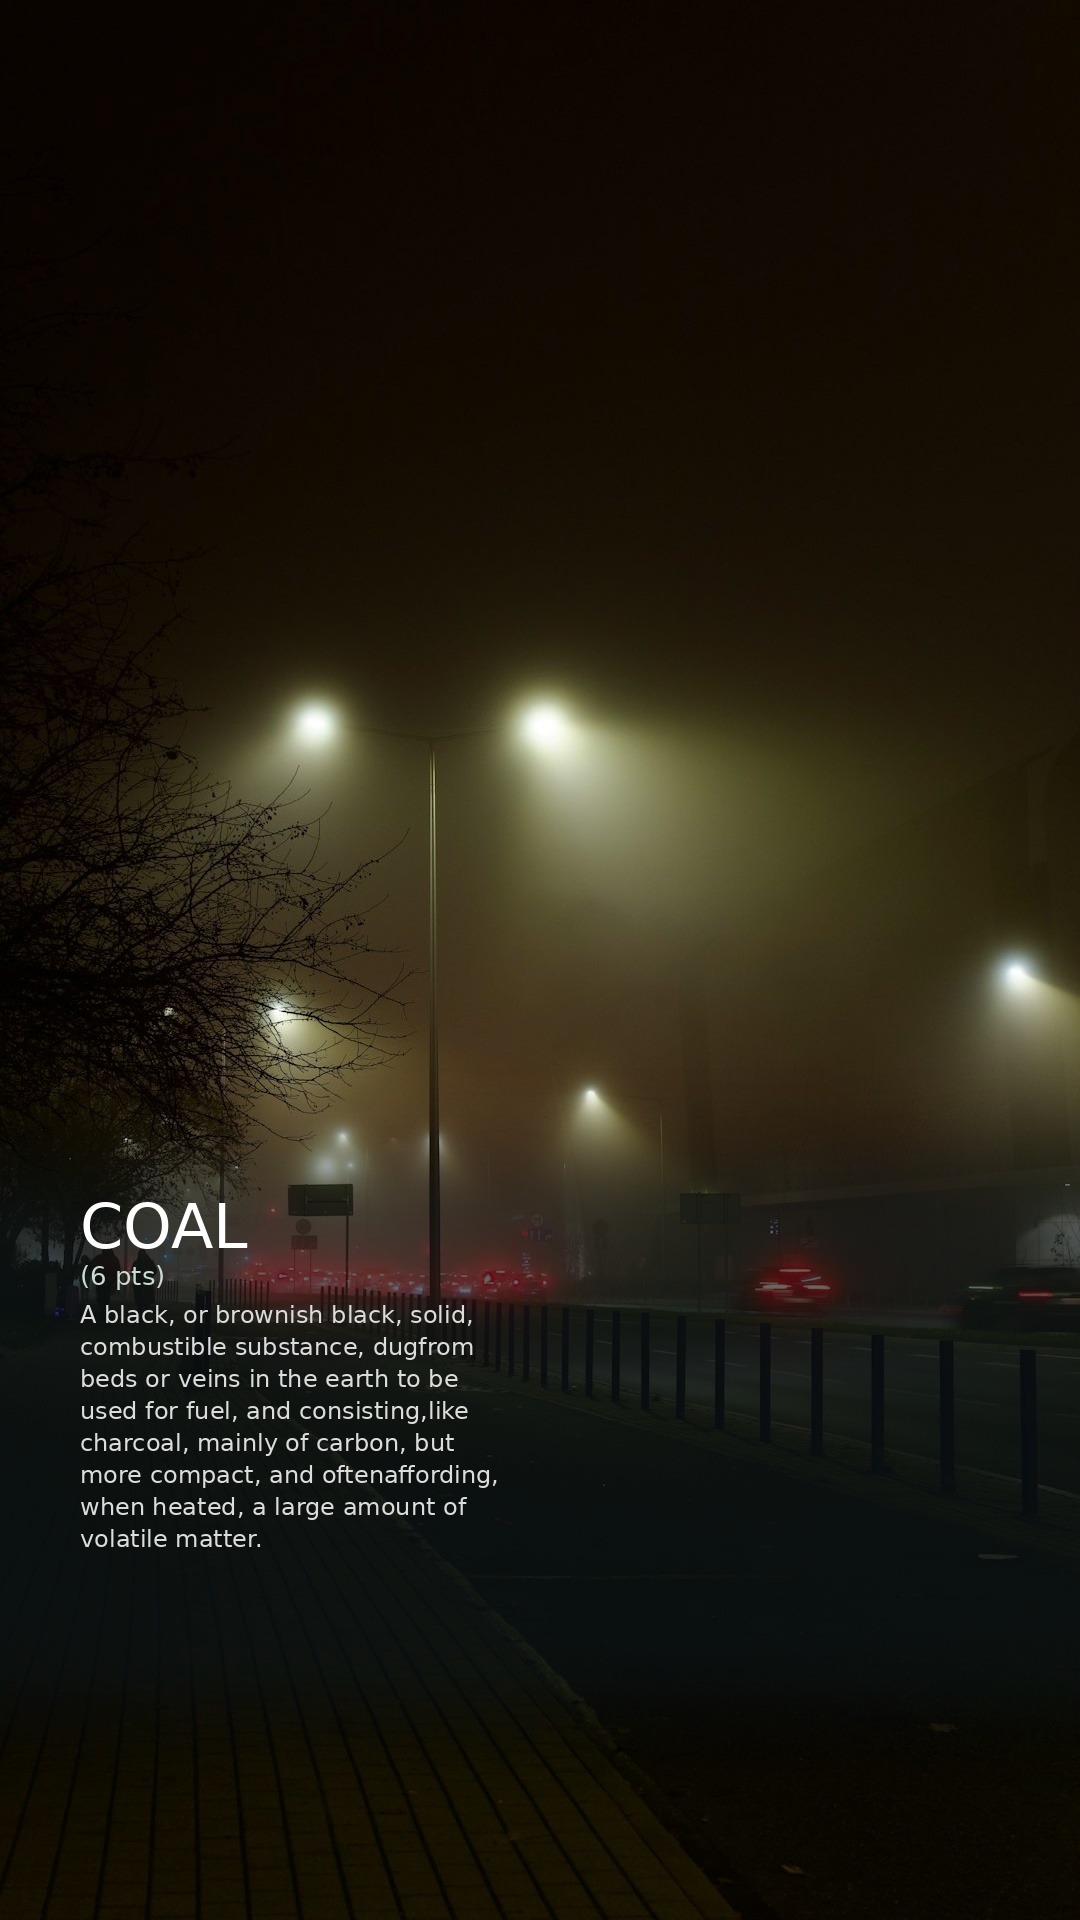 COAL
(6 pts)
A black, or brownish black, solid,
combustible substance, dugfrom
beds or veins in the earth to be
used for fuel, and consisting,like
charcoal, mainly of carbon, but
more compact, and oftenaffording,
when heated, a large amount of
volatile matter.